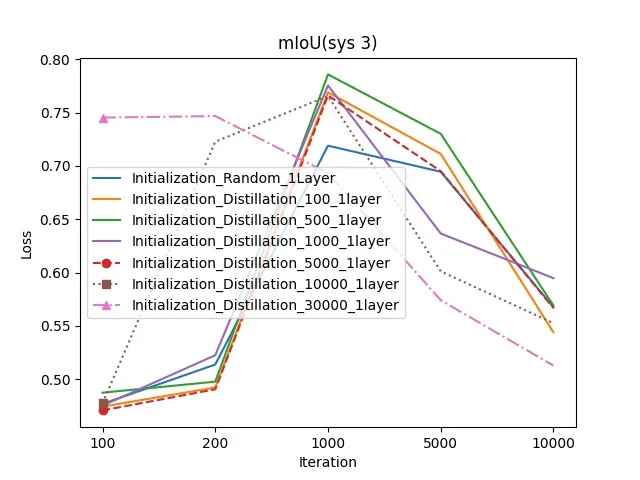 mIoU(sys 3)
0.80
0.75
0.70
0.65
0.60
0.55
0.50
Loss
Initialization_Random_1Layer
Initialization_Distillation_100_1layer
Initialization_Distillation_500_1layer
Initialization_Distillation_1000_1layer
Initialization_Distillation_5000_1layer
Initialization_Distillation_10000_1layer
Initialization_Distillation_30000_1layer
100 200 1000 5000 10000
Iteration